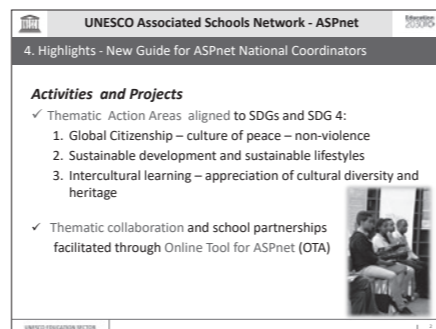 UNESCO Associated Schools Network - ASPnet
4. Highlights - New Guide for ASPnet National Coordinators
Activities and Projects
✓ Thematic Action Areas aligned to SDGs and SDG 4:
1. Global Citizenship – culture of peace – non-violence
2. Sustainable development and sustainable lifestyles
3. Intercultural learning – appreciation of cultural diversity and
heritage
✓ Thematic collaboration and school partnerships
facilitated through Online Tool for ASPnet (OTA)
UNESCO EDUCATION SECTOR